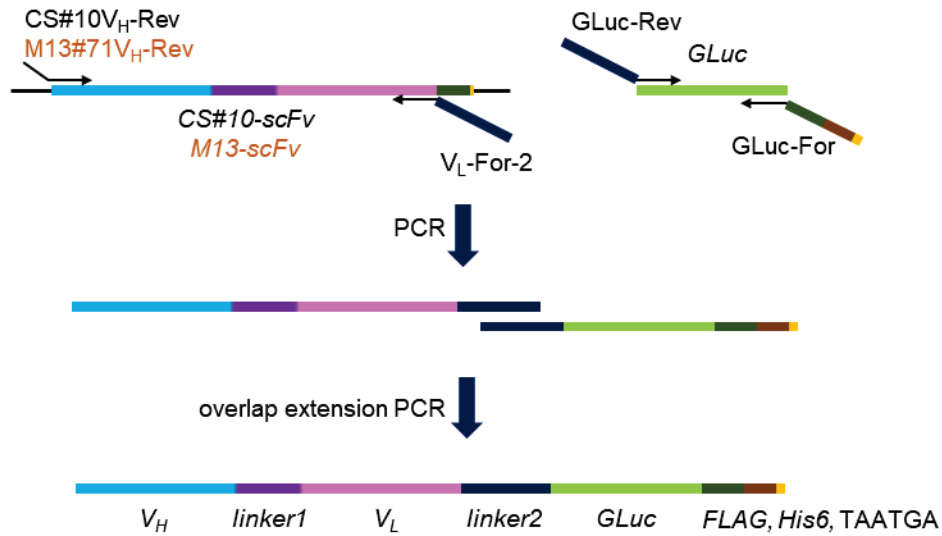 CS#10VH-Rev
M13#71VH-Rev
GLuc-Rev
GLuc
CS#10-scFv
M13-scFv
VL-For-2
GLuc-For
PCR
overlap extension PCR
VH linker1 VL linker2 GLuc FLAG, His6, TAATGA